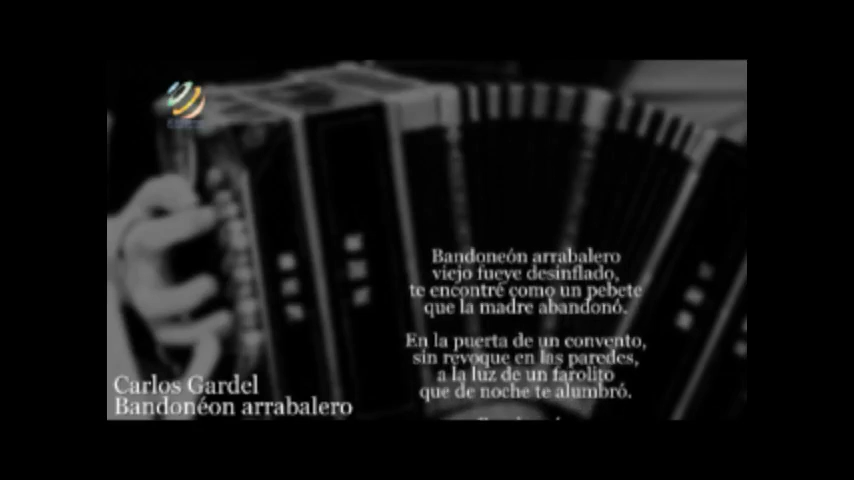 Bandoneón arrabalero
viejo fueye desinflado,
te encontré como un pebete
que la madre abandonó.
En la puerta de un convento,
sin revoque en las paredes,
a la luz de un farolito
que de noche te alumbró.
Carlos Gardel
Bandonéon arrabalero